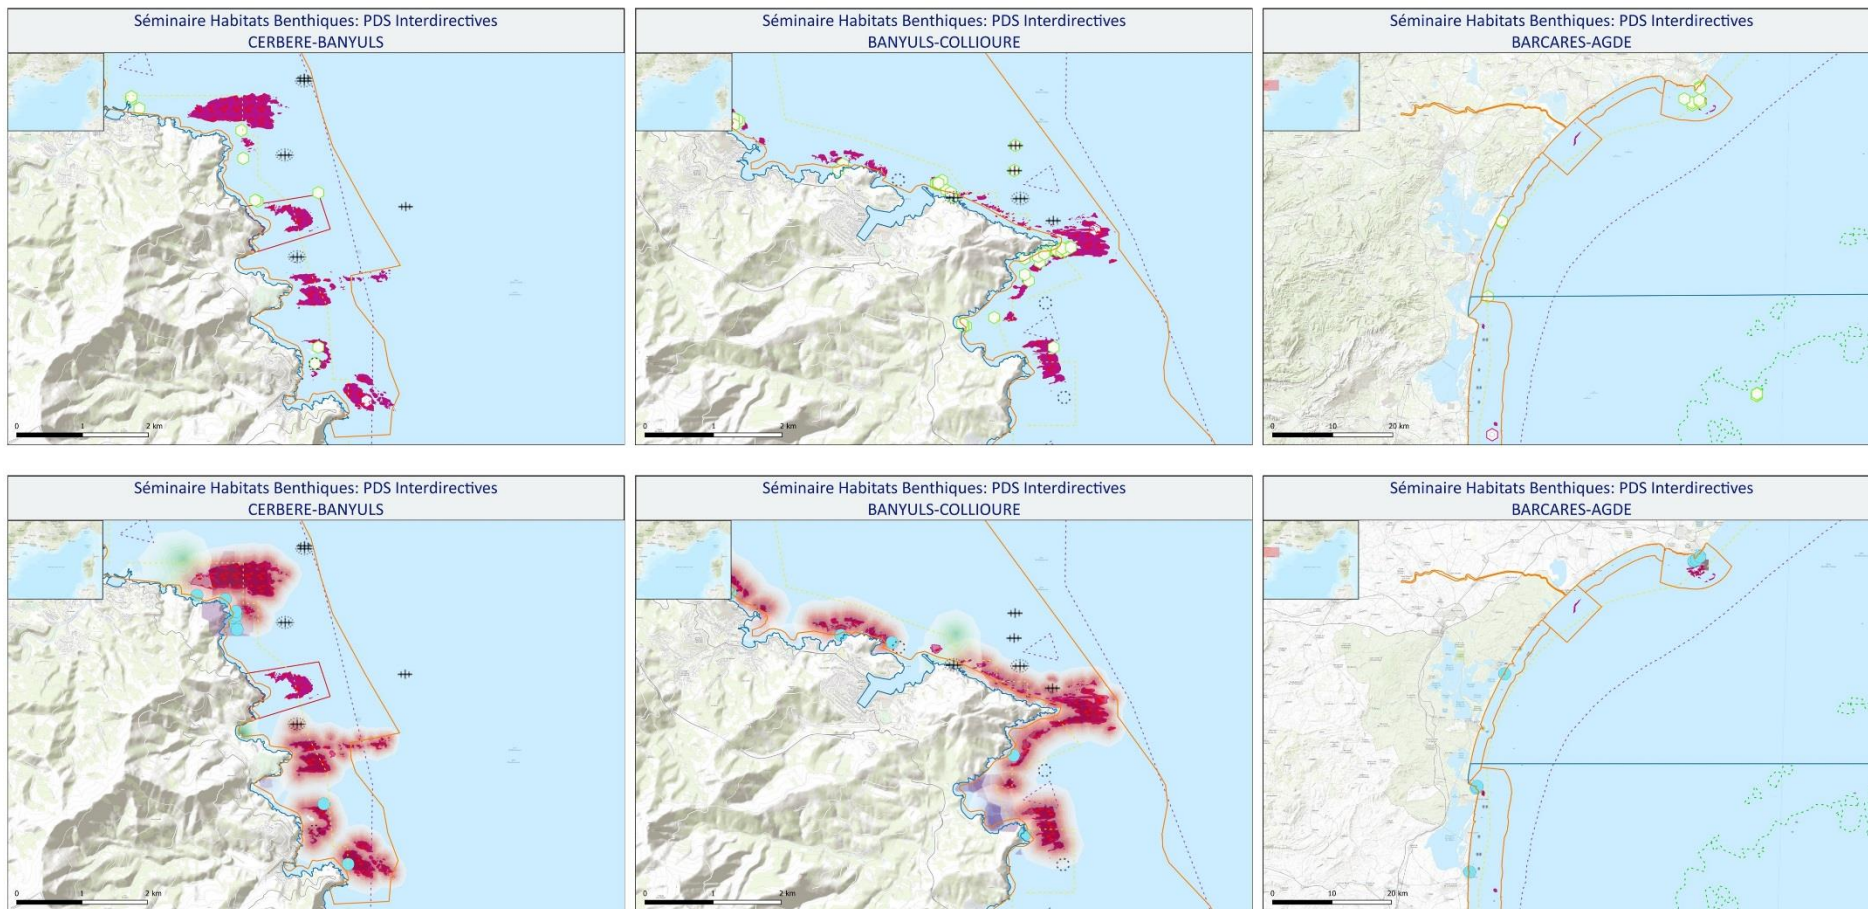 Séminaire Habitats Benthiques: PDS Interdirectives
CERBERE-BANYULS
0 1 2 km
Séminaire Habitats Benthiques: PDS Interdirectives
BANYULS-COLLIOURE
0 1 2 km
Séminaire Habitats Benthiques: PDS Interdirectives
BARCARES-AGDE
0 10 20 km
Séminaire Habitats Benthiques: PDS Interdirectives
CERBERE-BANYULS
0 1 2 km
Séminaire Habitats Benthiques: PDS Interdirectives
BANYULS-COLLIOURE
0 1 2 km
Séminaire Habitats Benthiques: PDS Interdirectives
BARCARES-AGDE
0 10 20 km